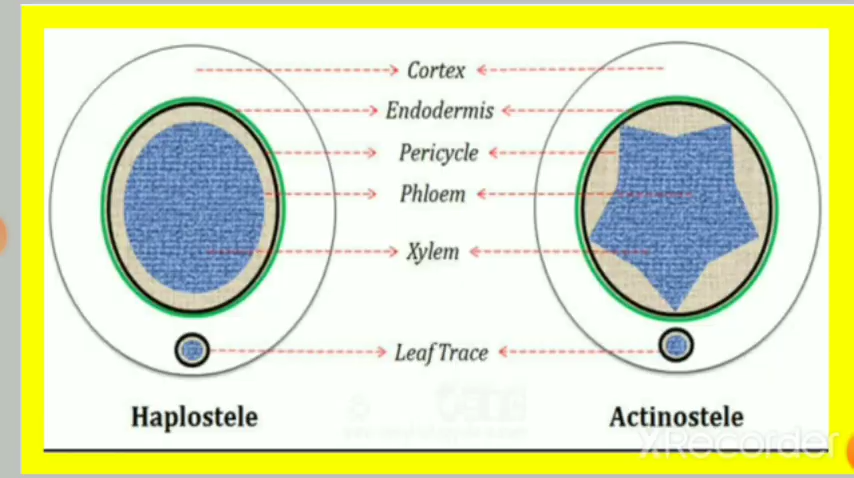 Cortex
Endodermis
Pericycle
Phloem
Xylem
Leaf Trace
Haplostele
Actinostele
XRecorder